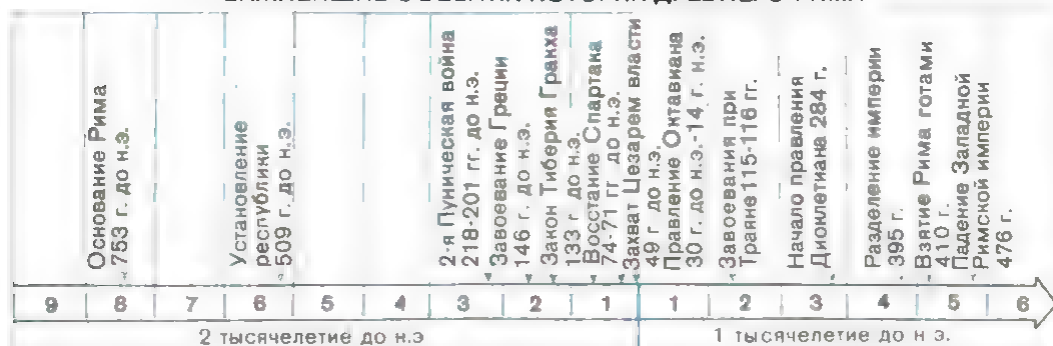 Основание Рима
753 г. до н.э.
Установление
республики
509 г. до н.э.
2-я Пуническая война
218-201 гг. до н.э.
Завоевание Греции
146 г. до н.э.
Закон Тиберия Гракха
133 г до н.э.
Восстание Спартака
74-71 гг до н.э.
Захват Цезарем власти
49 г до н.э.
Правление Октавиана
30 г. до н.э.-14 г. н.э.
Завоевания при
Траяне115-116 гг.
Начало правления
Диоклетиана 284 г.
Разделение империи
395 г.
Взятие Рима готами
410 г.
Падение Западной
Римской империи
476 г.
9 8 7 6 5 4 3 2 1 1 2 3 4 5 6
2 тысячелетие до н.э
1 тысячелетие до н э.